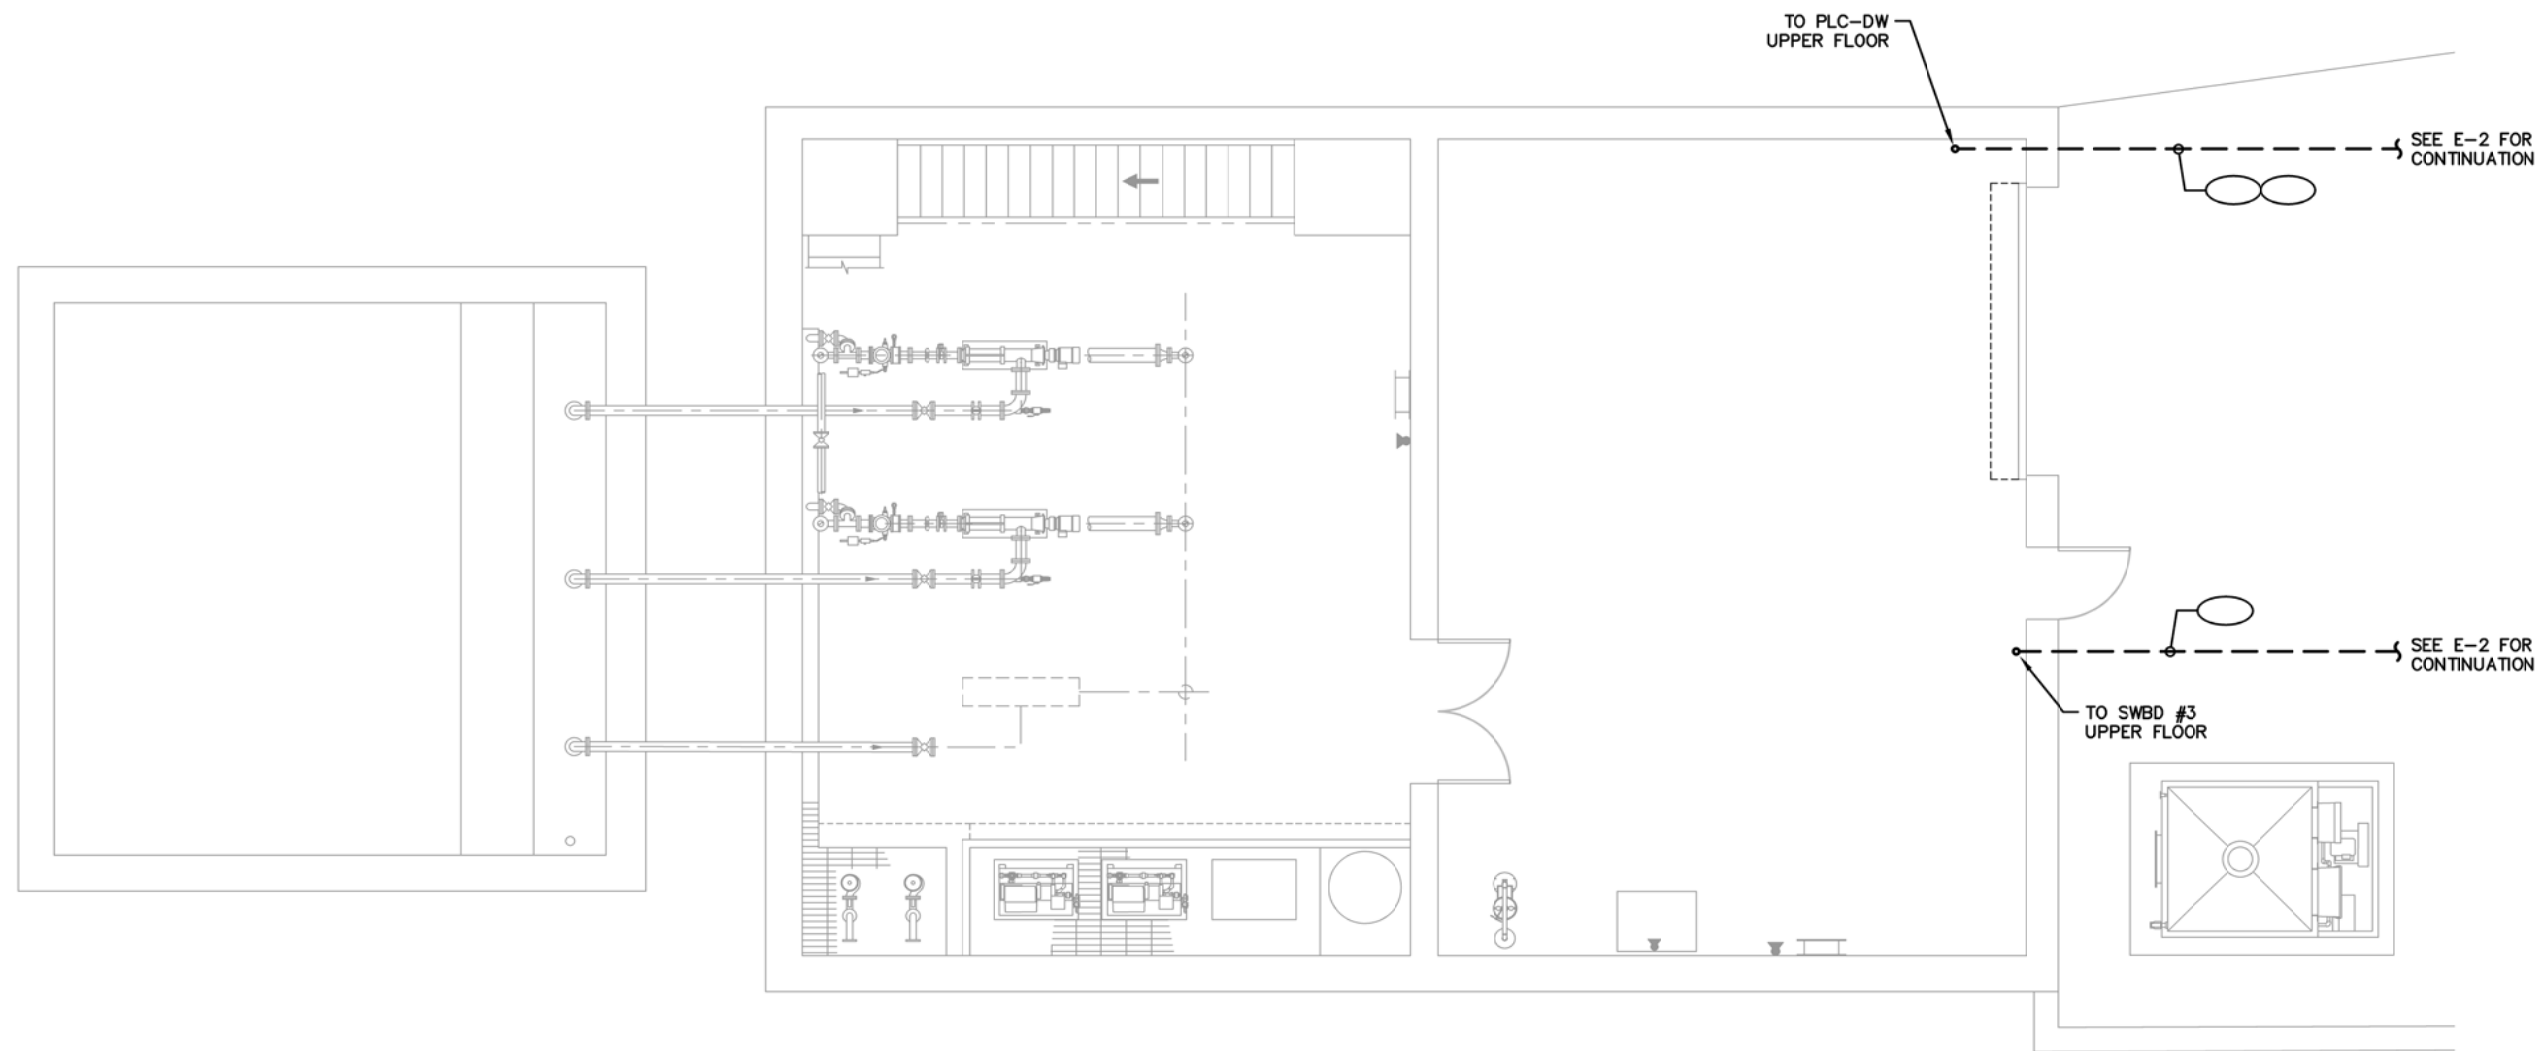 TO PLC-DW
UPPER FLOOR
SEE E-2 FOR
CONTINUATION
SEE E-2 FOR
CONTINUATION
TO SWBD #3
UPPER FLOOR